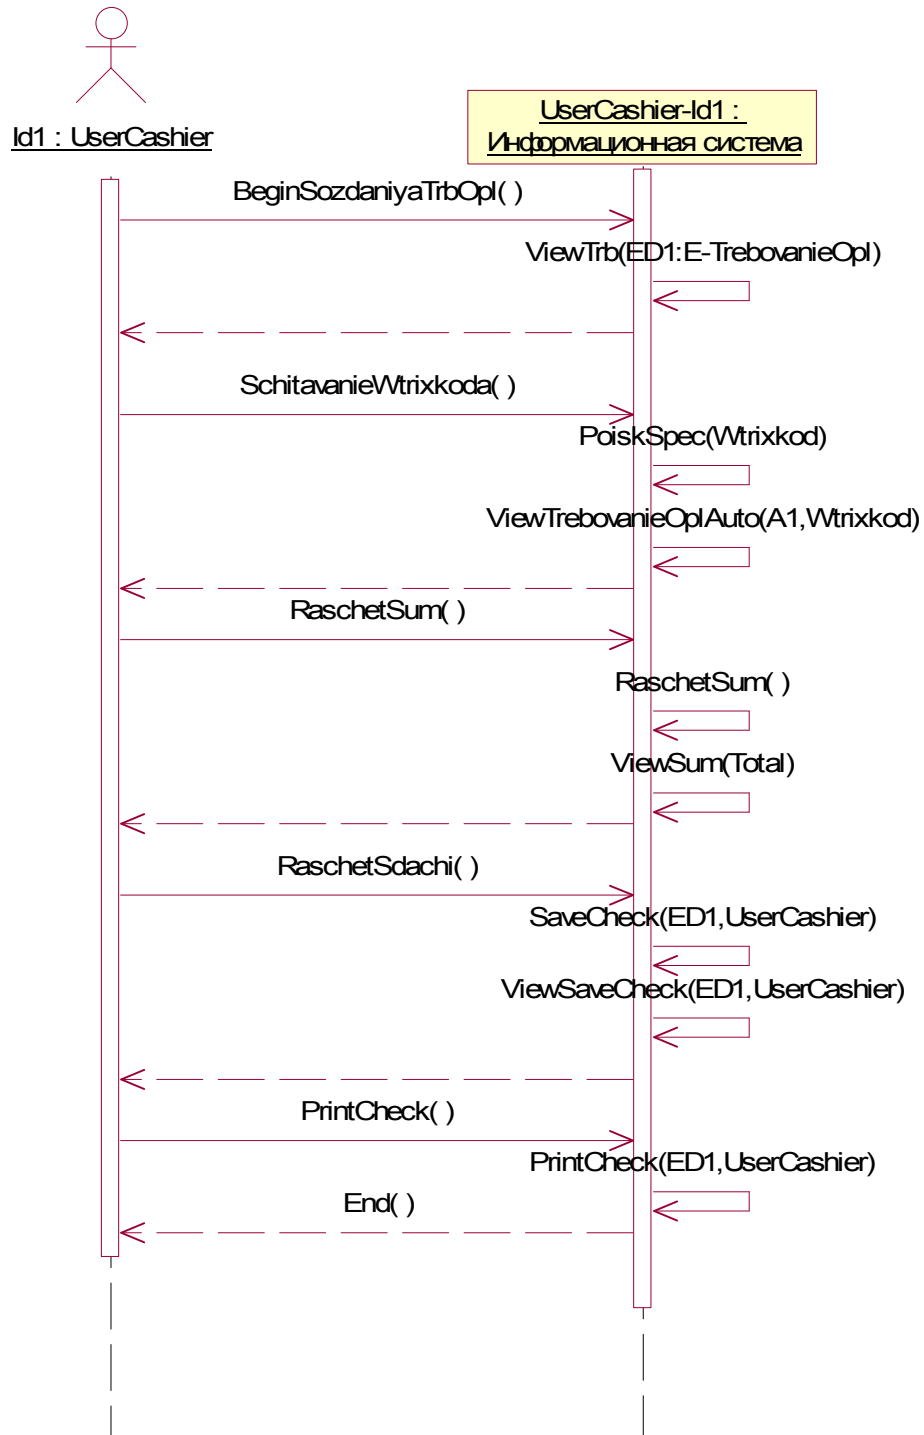 Id1 : UserCashier
UserCashier-Id1 :
Информационная система
BeginSozdaniyaTrbOpl( )
ViewTrb(ED1:E-TrebovanieOpl)
SchitavanieWtrixkoda( )
PoiskSpec(Wtrixkod)
ViewTrebovanieOplAuto(A1,Wtrixkod)
RaschetSum( )
RaschetSum( )
ViewSum(Total)
RaschetSdachi( )
SaveCheck(ED1,UserCashier)
ViewSaveCheck(ED1,UserCashier)
PrintCheck( )
PrintCheck(ED1,UserCashier)
End( )